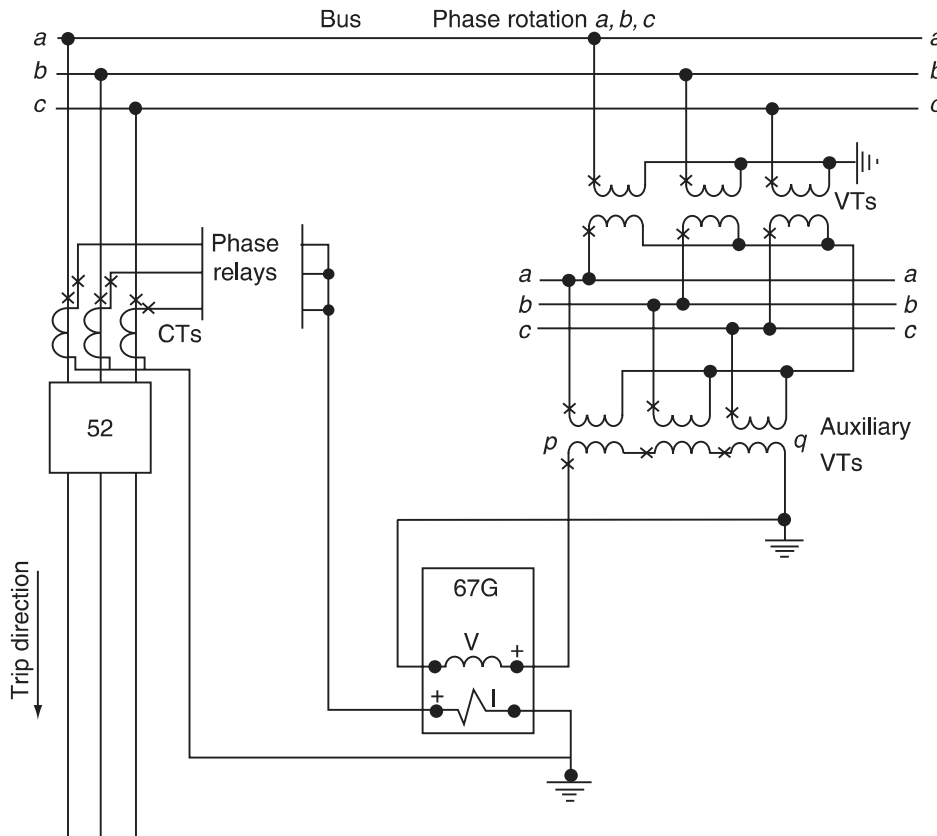 Bus Phase rotation a, b, c
a a
b b
c c
VTs
Phase
relays
a a
b b
c c
CTs
52
p q Auxiliary
VTs
67G
V
+
+
I
Trip direction